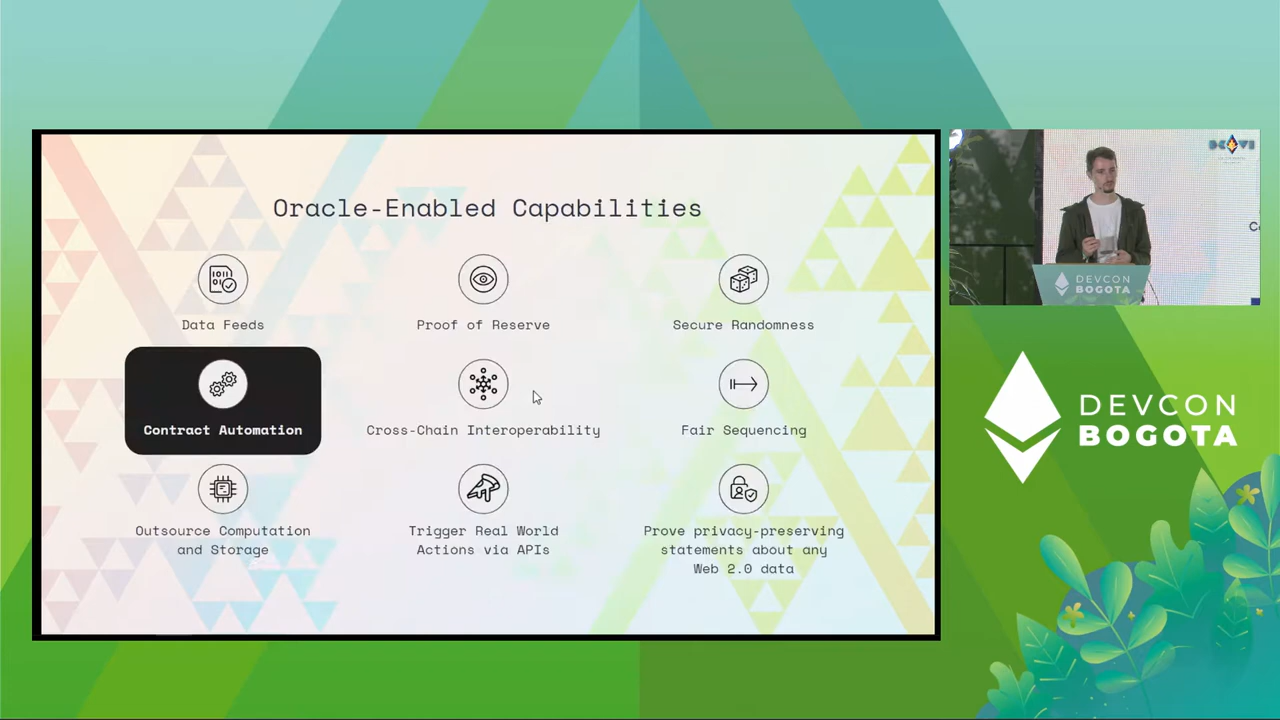 Oracle-Enabled Capabilities
Data Feeds
Proof of Reserve
Secure Randomness
Contract Automation
Cross-Chain Interoperability
Fair Sequencing
Outsource Computation
and Storage
Trigger Real World
Actions via APIs
Prove privacy-preserving
statements about any
Web 2.0 data
DEVCON
BOGOTA
DEVCON
BOGOTA